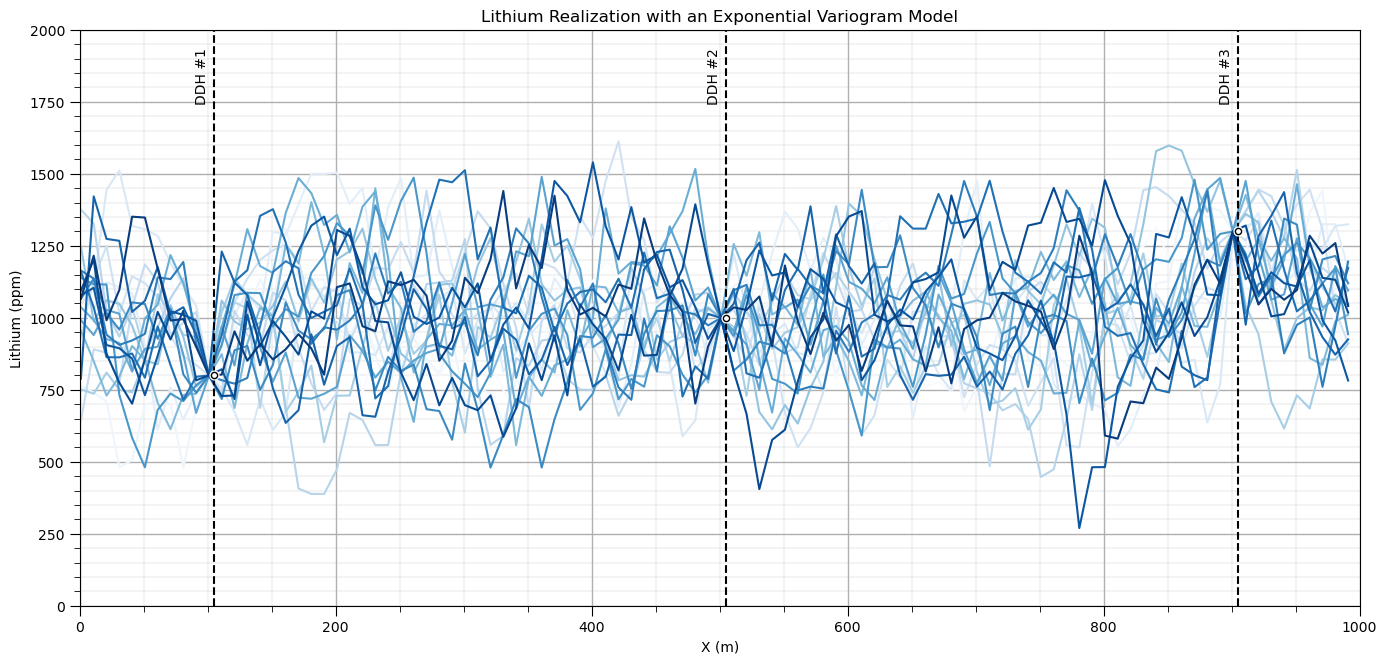 Lithium Realization with an Exponential Variogram Model
2000
1750
1500
1250
1000
750
500
250
0
Lithium (ppm)
DDH #1
DDH #2
DDH #3
0
200
400
600
800
1000
X (m)